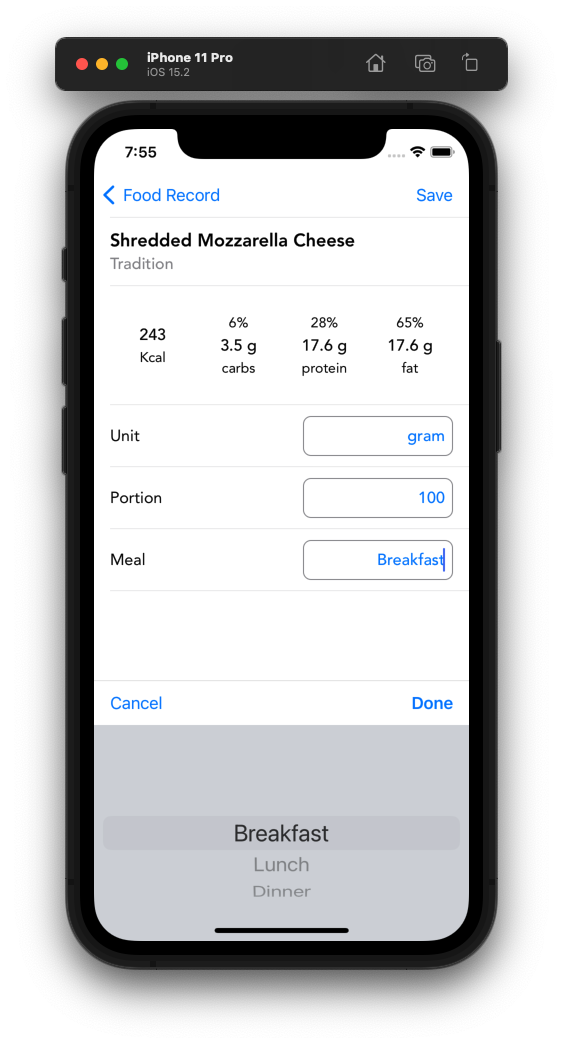 iPhone 11 Pro
iOS 15.2
7:55
Food Record Save
Shredded Mozzarella Cheese
Tradition
6% 28% 65%
243 3.5 g 17.6 g 17.6 g
Kcal carbs protein fat
Unit gram
Portion 100
Meal Breakfast
Cancel Done
Breakfast
Lunch
Dinner